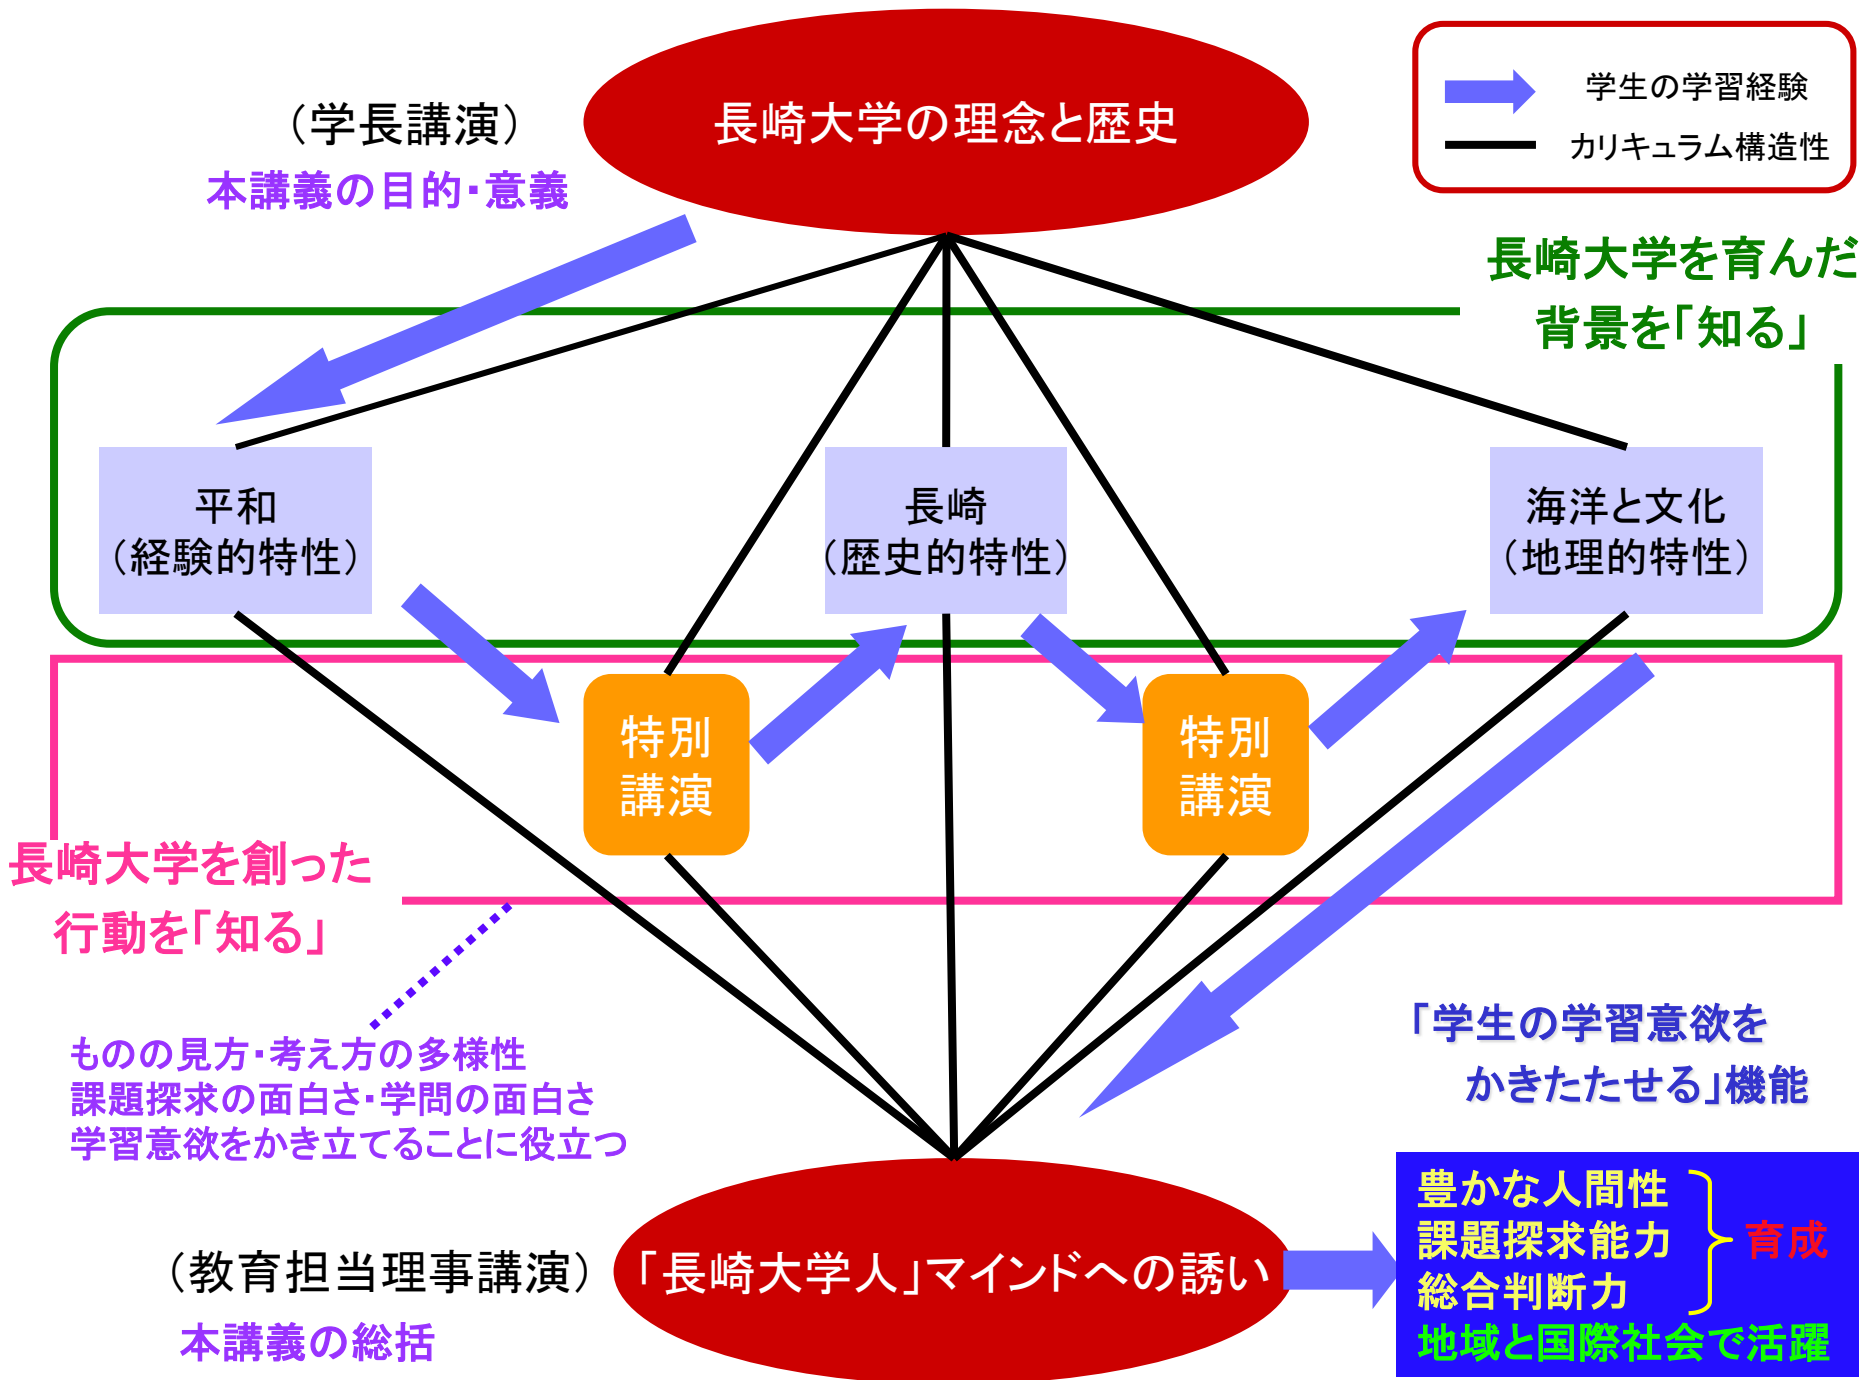 長崎大学の理念と歴史
(学長講演)
本講義の目的・意義
学生の学習経験
カリキュラム構造性
長崎大学を育んだ
背景を「知る」
平和
(経験的特性)
長崎
(歴史的特性)
海洋と文化
(地理的特性)
特別
講演
特別
講演
長崎大学を創った
行動を「知る」
ものの見方・考え方の多様性
課題探求の面白さ・学問の面白さ
学習意欲をかき立てることに役立つ
「学生の学習意欲を
かきたたせる」機能
(教育担当理事講演)
本講義の総括
「長崎大学人」マインドへの誘い
豊かな人間性
課題探求能力
総合判断力
育成
地域と国際社会で活躍